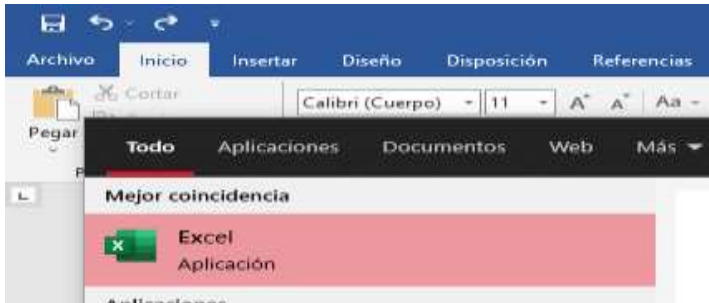 Archivo Inicio Insertar Diseño Disposición Referencias
Cortar Calibri (Cuerpo) 11 A A Aa
Pegar
Todo Aplicaciones Documentos Web Más
Mejor coincidencia
Excel
Aplicación
Aplicaciones